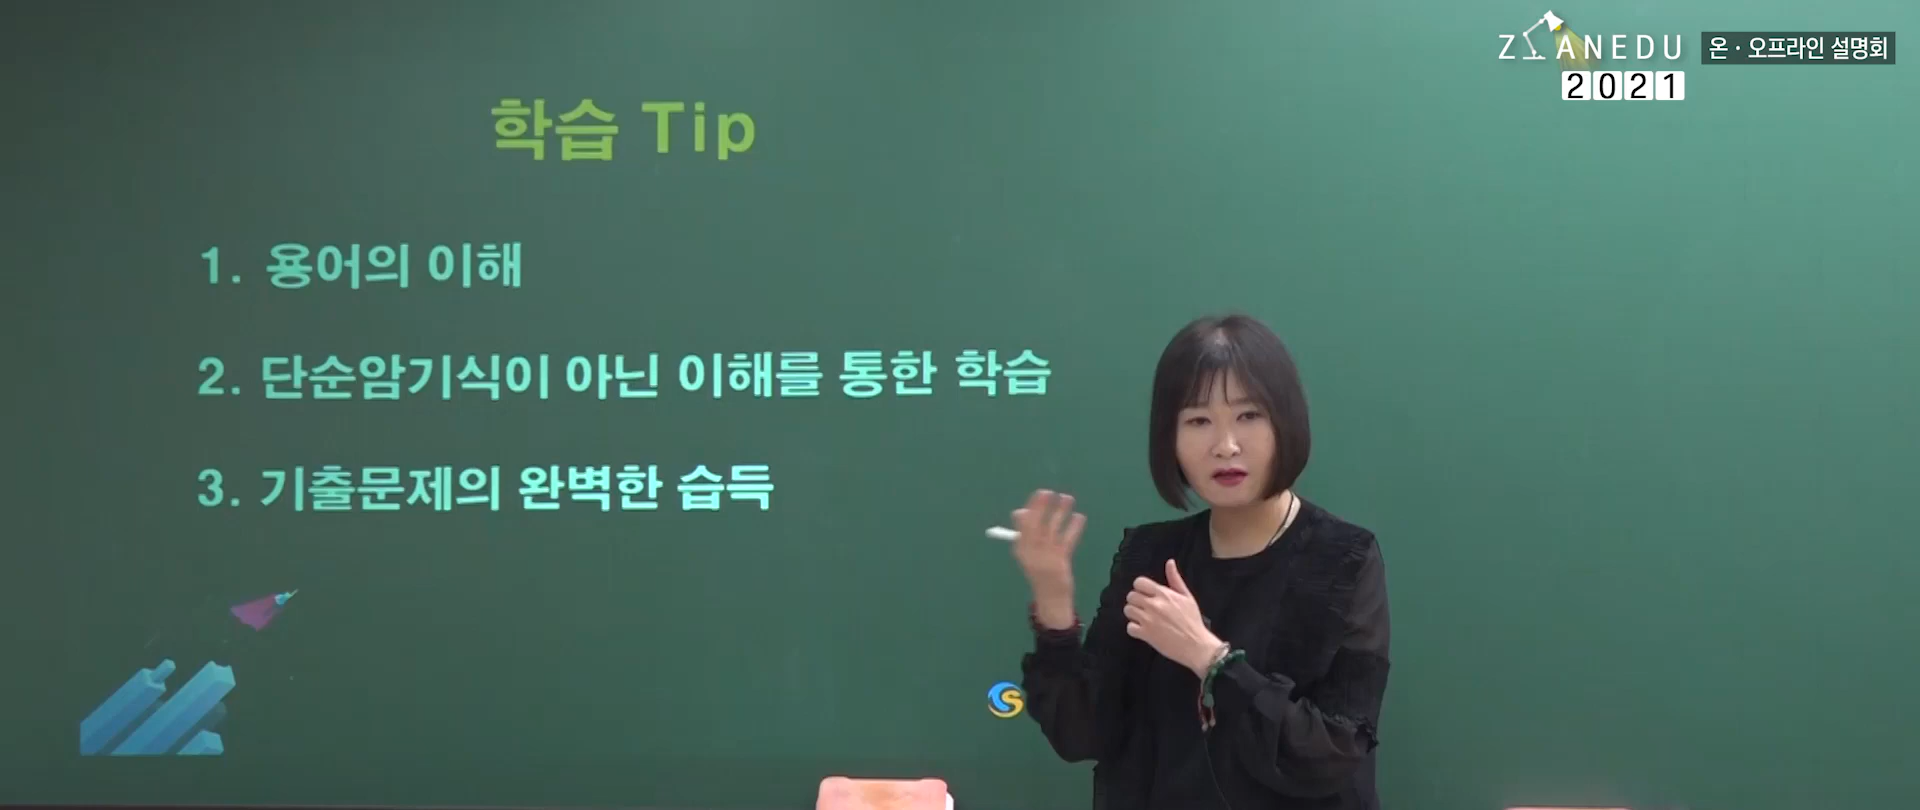 ZIANEDU 온·오프라인 설명회
2021
학습 Tip
1. 용어의 이해
2. 단순암기식이 아닌 이해를 통한 학습
3. 기출문제의 완벽한 습득